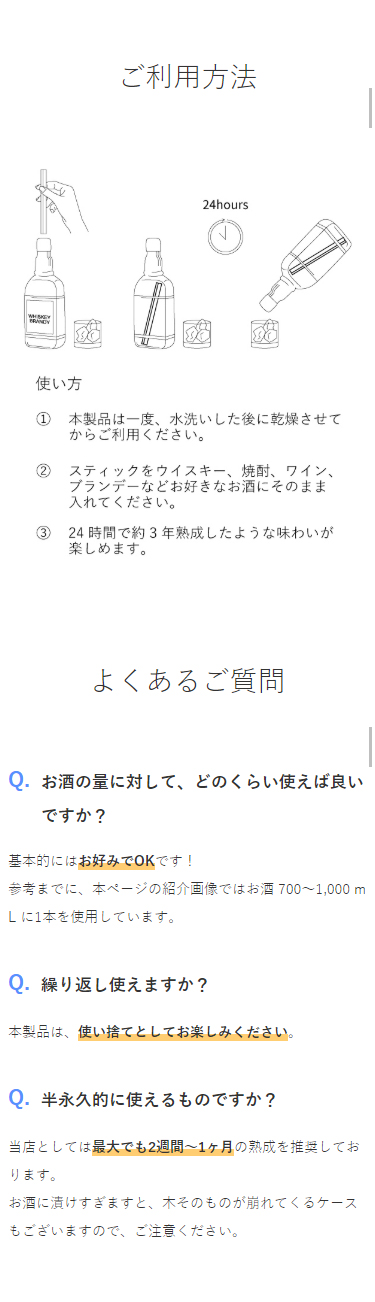 ご利用方法
24hours
WHISKEY
BRANDY
使い方
① 本製品は一度、水洗いした後に乾燥させて
からご利用ください。
② スティックをウイスキー、焼酎、ワイン、
ブランデーなどお好きなお酒にそのまま
入れてください。
③ 24 時間で約 3 年熟成したような味わいが
楽しめます。
よくあるご質問
Q. お酒の量に対して、どのくらい使えば良い
ですか？
基本的にはお好みでOKです！
参考までに、本ページの紹介画像ではお酒 700〜1,000 m
L に1本を使用しています。
Q. 繰り返し使えますか？
本製品は、使い捨てとしてお楽しみください。
Q. 半永久的に使えるものですか？
当店としては最大でも2週間〜1ヶ月の熟成を推奨してお
ります。
お酒に漬けすぎますと、木そのものが崩れてくるケース
もございますので、ご注意ください。